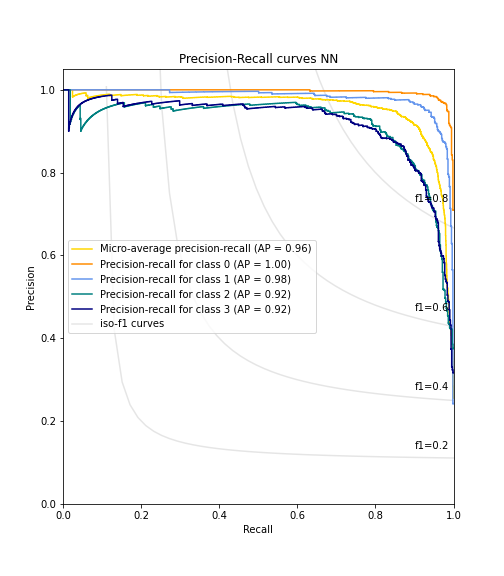 Precision-Recall curves NN
1.0
0.8
0.6
0.4
0.2
0.0
Precision
f1=0.8
f1=0.6
f1=0.4
f1=0.2
Micro-average precision-recall (AP = 0.96)
Precision-recall for class 0 (AP = 1.00)
Precision-recall for class 1 (AP = 0.98)
Precision-recall for class 2 (AP = 0.92)
Precision-recall for class 3 (AP = 0.92)
iso-f1 curves
0.0 0.2 0.4 0.6 0.8 1.0
Recall